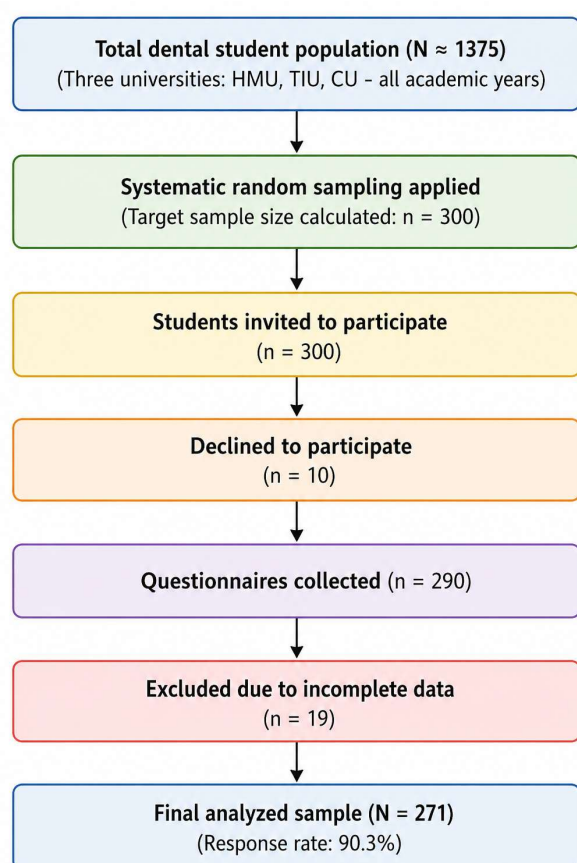 Total dental student population (N ≈ 1375)
(Three universities: HMU, TIU, CU – all academic years)
Systematic random sampling applied
(Target sample size calculated: n = 300)
Students invited to participate
(n = 300)
Declined to participate
(n = 10)
Questionnaires collected (n = 290)
Excluded due to incomplete data
(n = 19)
Final analyzed sample (N = 271)
(Response rate: 90.3%)